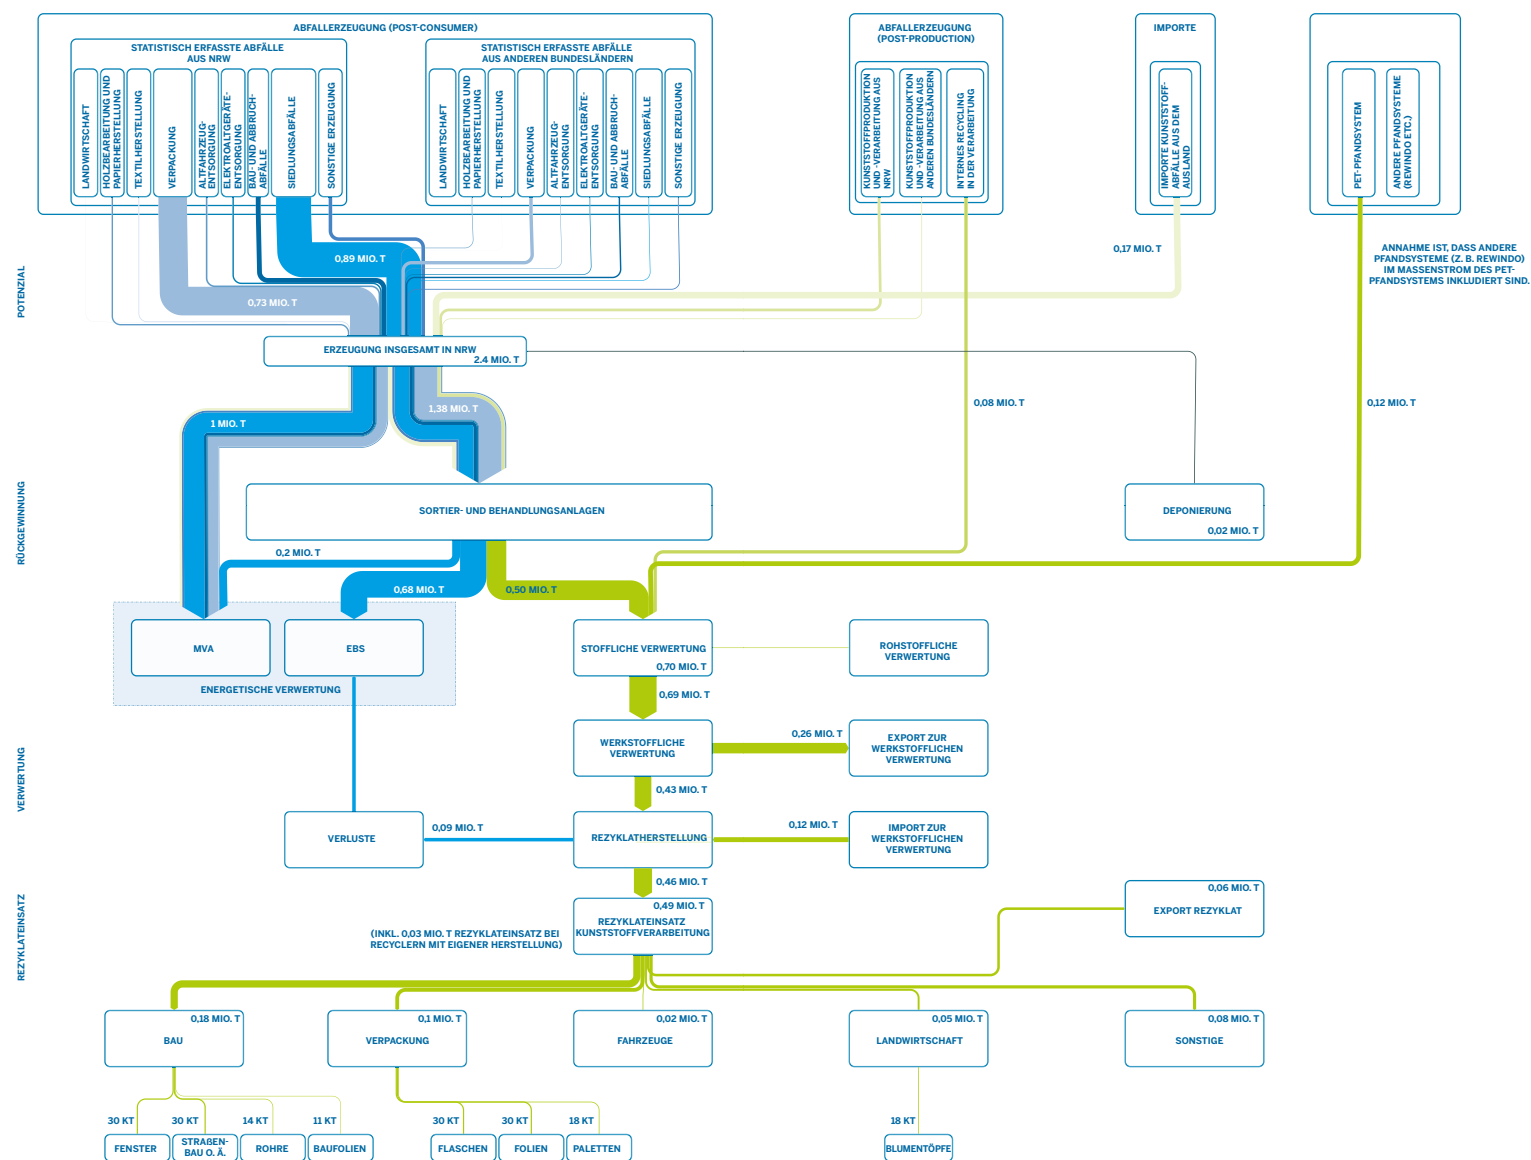 ABFALLERZEUGUNG (POST-CONSUMER)
STATISTISCH ERFASSTE ABFÄLLE
AUS NRW
LANDWIRTSCHAFT
HOLZBEARBEITUNG UND
PAPIERHERSTELLUNG
TEXTILHERSTELLUNG
VERPACKUNG
ALTFAHRZEUG-
ENTSORGUNG
ELEKTROALTGERÄTE-
ENTSORGUNG
BAU- UND ABBRUCH-
ABFÄLLE
SIEDLUNGSABFÄLLE
SONSTIGE ERZEUGUNG
STATISTISCH ERFASSTE ABFÄLLE
AUS ANDEREN BUNDESLÄNDERN
LANDWIRTSCHAFT
HOLZBEARBEITUNG UND
PAPIERHERSTELLUNG
TEXTILHERSTELLUNG
VERPACKUNG
ALTFAHRZEUG-
ENTSORGUNG
ELEKTROALTGERÄTE-
ENTSORGUNG
BAU- UND ABBRUCH-
ABFÄLLE
SIEDLUNGSABFÄLLE
SONSTIGE ERZEUGUNG
ABFALLERZEUGUNG
(POST-PRODUCTION)
KUNSTSTOFFPRODUKTION
UND -VERARBEITUNG AUS
NRW
KUNSTSTOFFPRODUKTION
UND -VERARBEITUNG AUS
ANDEREN BUNDESLÄNDERN
INTERNES RECYCLING
IN DER VERARBEITUNG
IMPORTE
IMPORTE KUNSTSTOFF-
ABFÄLLE AUS DEM
AUSLAND
PET-PFANDSYSTEM
ANDERE PFANDSYSTEME
(REWINDO ETC.)
POTENZIAL
0,89 MIO. T
0,73 MIO. T
0,17 MIO. T
ANNAHME IST, DASS ANDERE
PFANDSYSTEME (Z. B. REWINDO)
IM MASSENSTROM DES PET-
PFANDSYSTEMS INKLUDIERT SIND.
ERZEUGUNG INSGESAMT IN NRW
2.4 MIO. T
1 MIO. T
1,38 MIO. T
0,08 MIO. T
0,12 MIO. T
RÜCKGEWINNUNG
SORTIER- UND BEHANDLUNGSANLAGEN
DEPONIERUNG
0,02 MIO. T
0,2 MIO. T
0,68 MIO. T
0,50 MIO. T
MVA
EBS
ENERGETISCHE VERWERTUNG
STOFFLICHE VERWERTUNG
0,70 MIO. T
ROHSTOFFLICHE
VERWERTUNG
0,69 MIO. T
VERWERTUNG
WERKSTOFFLICHE
VERWERTUNG
0,26 MIO. T
EXPORT ZUR
WERKSTOFFLICHEN
VERWERTUNG
0,43 MIO. T
VERLUSTE
0,09 MIO. T
REZYKLATHERSTELLUNG
0,12 MIO. T
IMPORT ZUR
WERKSTOFFLICHEN
VERWERTUNG
0,46 MIO. T
REZYKLATEINSATZ
0,49 MIO. T
REZYKLATEINSATZ
KUNSTSTOFFVERARBEITUNG
(INKL. 0,03 MIO. T REZYKLATEINSATZ BEI
RECYCLERN MIT EIGENER HERSTELLUNG)
0,06 MIO. T
EXPORT REZYKLAT
0,18 MIO. T
BAU
0,1 MIO. T
VERPACKUNG
0,02 MIO. T
FAHRZEUGE
0,05 MIO. T
LANDWIRTSCHAFT
0,08 MIO. T
SONSTIGE
30 KT
FENSTER
30 KT
STRAßEN-
BAU O. Ä.
14 KT
ROHRE
11 KT
BAUFOLIEN
30 KT
FLASCHEN
30 KT
FOLIEN
18 KT
PALETTEN
18 KT
BLUMENTÖPFE